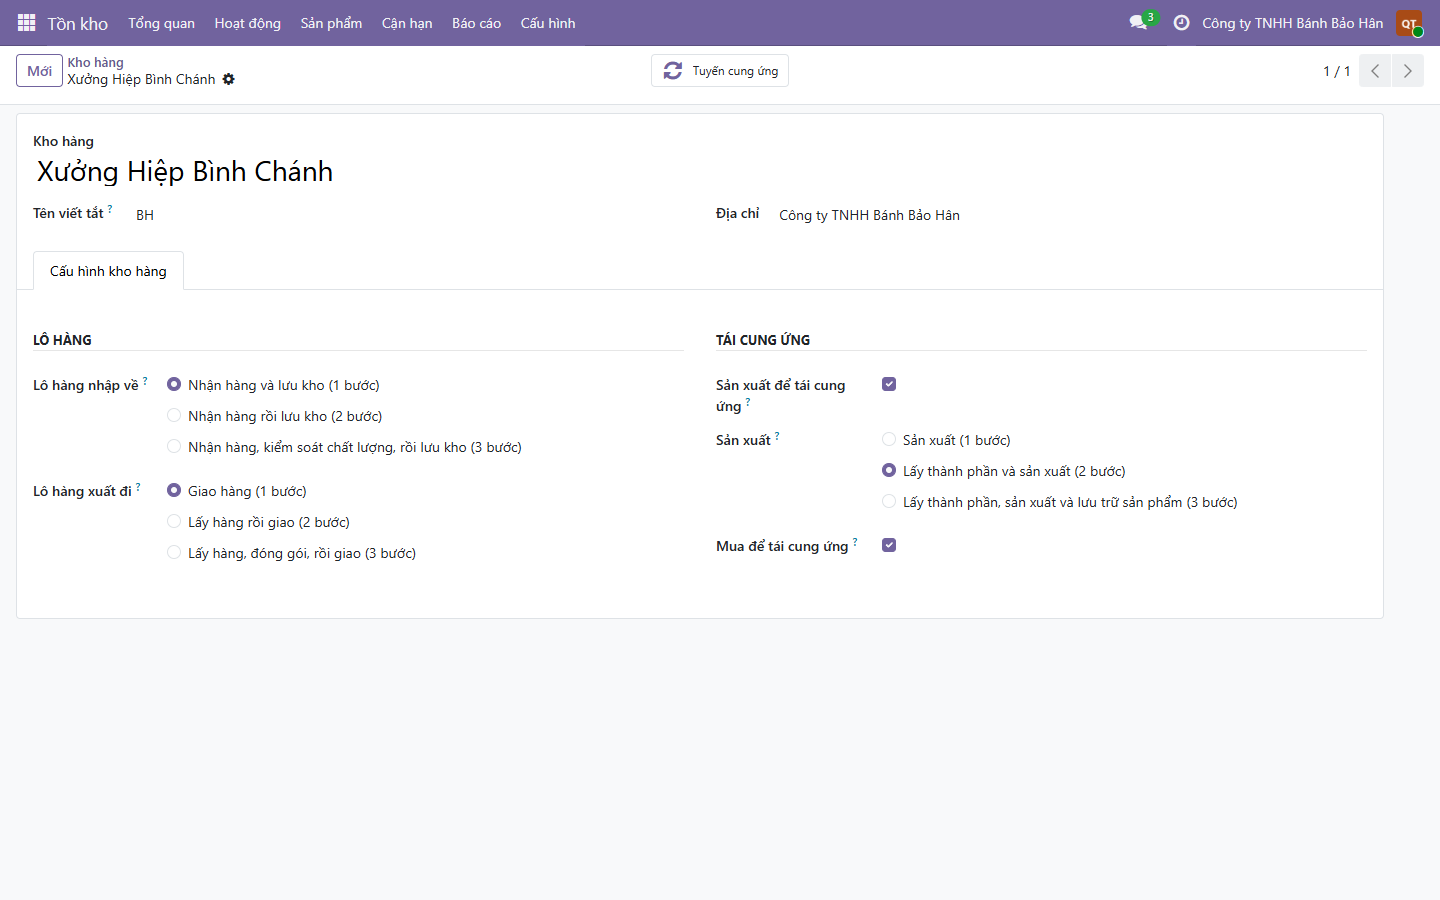 Tồn kho Tổng quan Hoạt động Sản phẩm Cận hạn Báo cáo Cấu hình 3 Công ty TNHH Bánh Bảo Hân QT
Mới Kho hàng
Xưởng Hiệp Bình Chánh
Tuyến cung ứng
1 / 1
Kho hàng
Xưởng Hiệp Bình Chánh
Tên viết tắt ? BH
Địa chỉ Công ty TNHH Bánh Bảo Hân
Cấu hình kho hàng
LÔ HÀNG
Lô hàng nhập về ? Nhận hàng và lưu kho (1 bước)
Nhận hàng rồi lưu kho (2 bước)
Nhận hàng, kiểm soát chất lượng, rồi lưu kho (3 bước)
Lô hàng xuất đi ? Giao hàng (1 bước)
Lấy hàng rồi giao (2 bước)
Lấy hàng, đóng gói, rồi giao (3 bước)
TÁI CUNG ỨNG
Sản xuất để tái cung
ứng ?
Sản xuất ? Sản xuất (1 bước)
Lấy thành phần và sản xuất (2 bước)
Lấy thành phần, sản xuất và lưu trữ sản phẩm (3 bước)
Mua để tái cung ứng ?